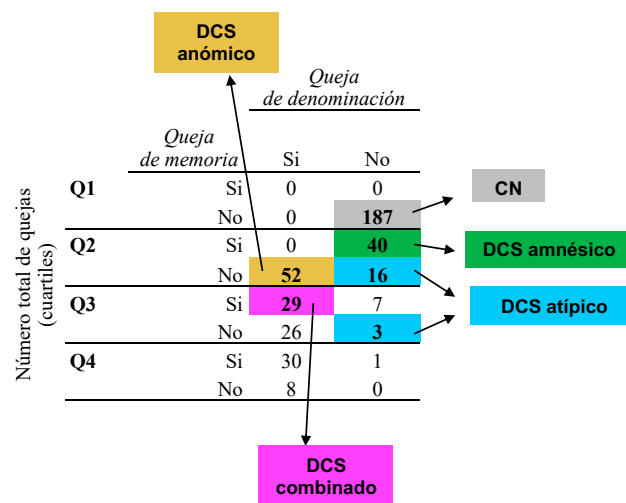 DCS
anómico
Queja
de denominación
Queja
de memoria Si No
Q1 Si 0 0
No 0 187
CN
Q2 Si 0 40
DCS amnésico
No 52 16
Q3 Si 29 7
DCS atípico
No 26 3
Q4 Si 30 1
No 8 0
Número total de quejas
(cuartiles)
DCS
combinado